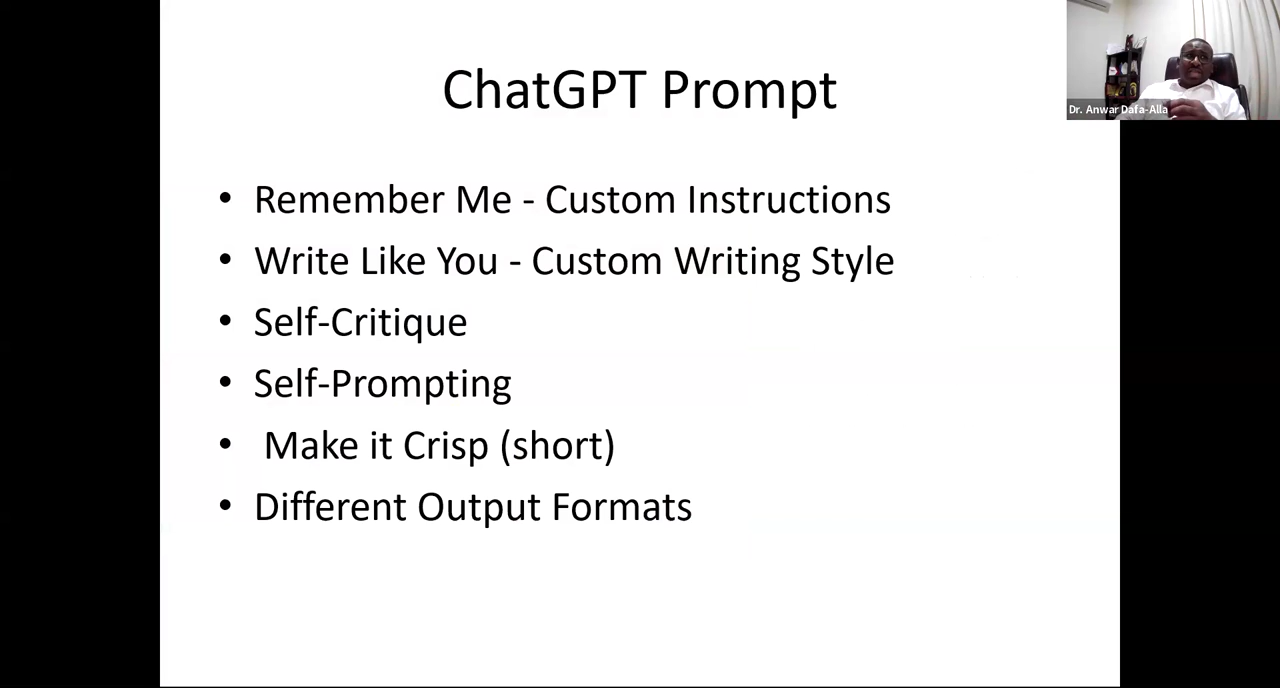 ChatGPT Prompt
Dr. Anwar Dafa-Alla
• Remember Me - Custom Instructions
• Write Like You - Custom Writing Style
• Self-Critique
• Self-Prompting
• Make it Crisp (short)
• Different Output Formats